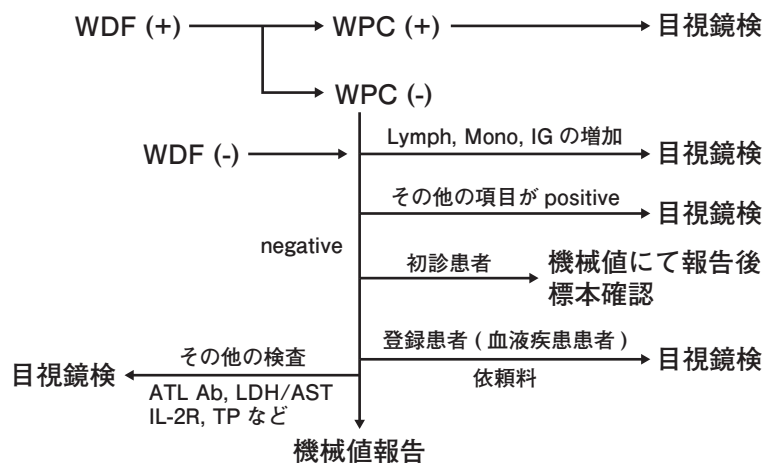 WDF (+) WPC (+) 目視鏡検
WPC (-)
WDF (-) Lymph, Mono, IG の増加 目視鏡検
その他の項目が positive 目視鏡検
negative
初診患者 機械値にて報告後
標本確認
登録患者 ( 血液疾患患者 ) 目視鏡検
依頼料
目視鏡検 その他の検査
ATL Ab, LDH/AST
IL-2R, TP など
機械値報告